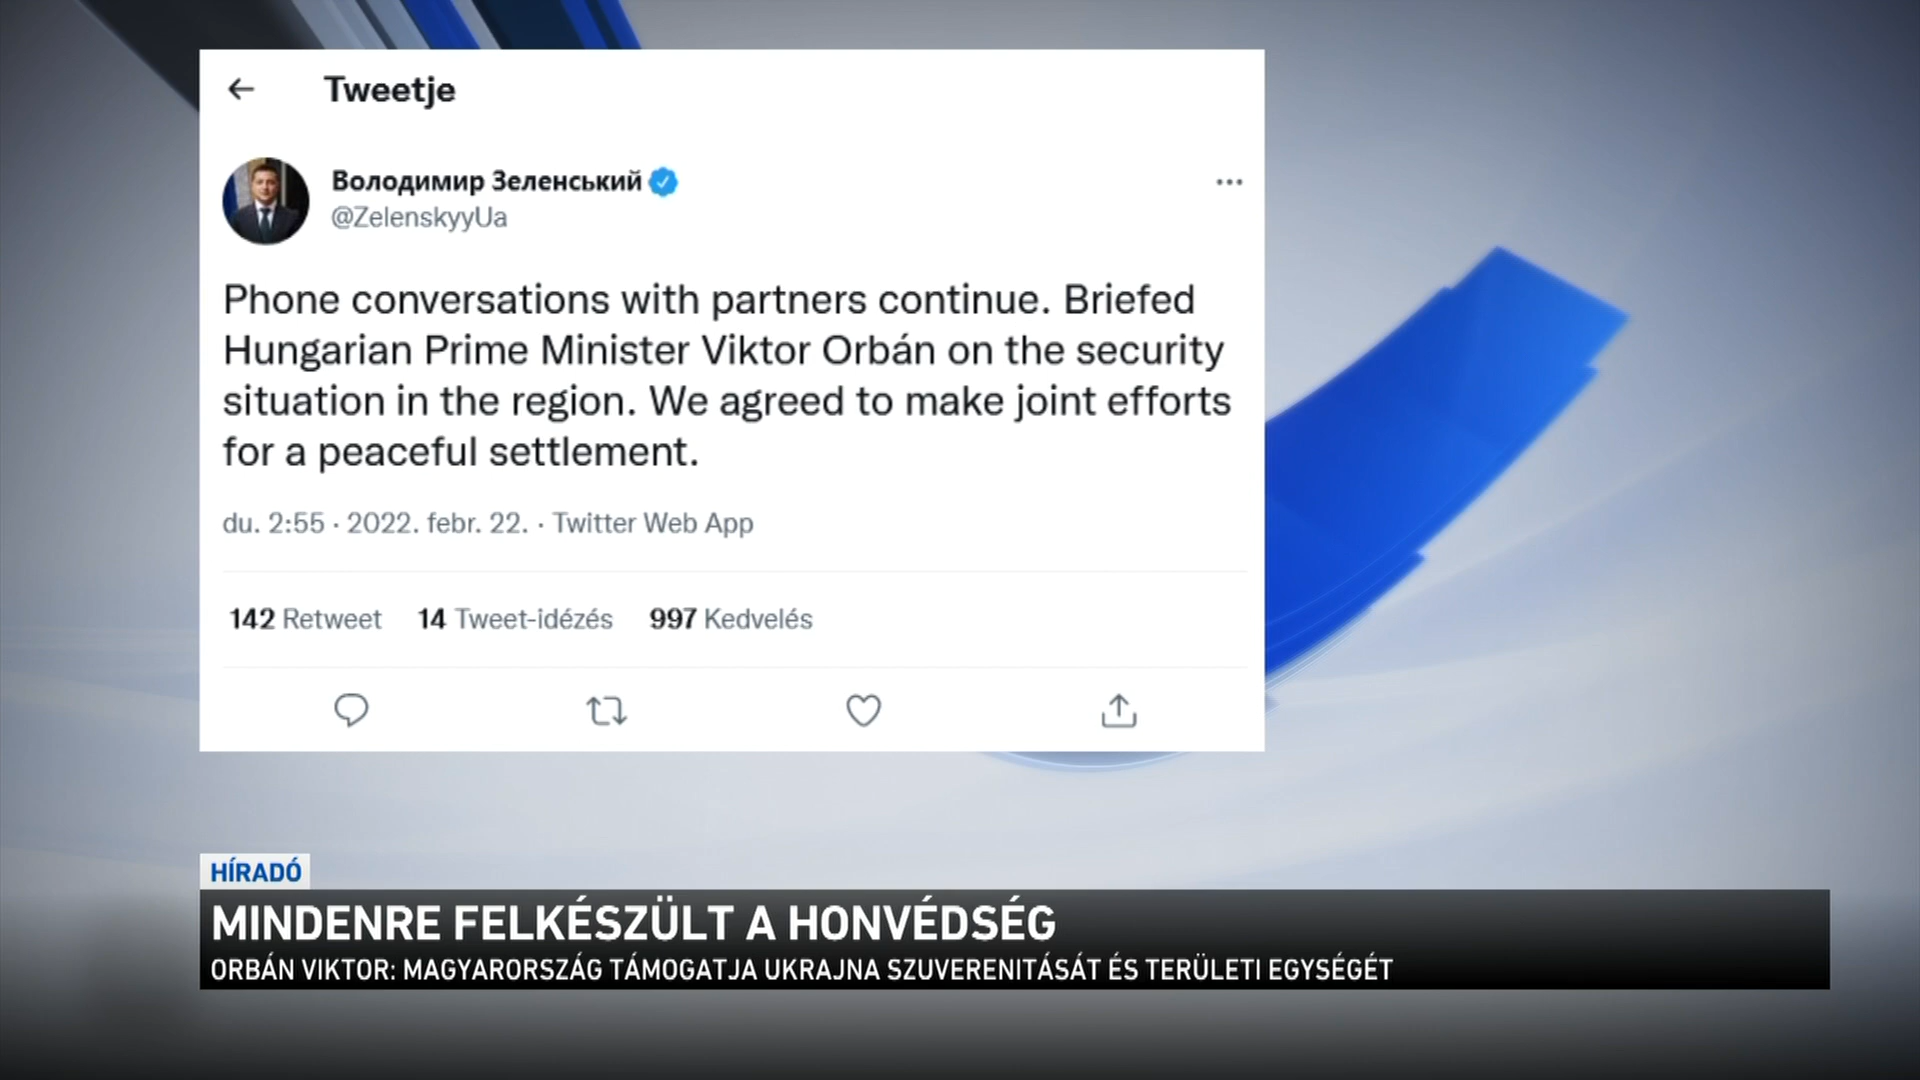 Tweetje
Володимир Зеленський
@ZelenskyyUa
Phone conversations with partners continue. Briefed
Hungarian Prime Minister Viktor Orbán on the security
situation in the region. We agreed to make joint efforts
for a peaceful settlement.
du. 2:55 · 2022. febr. 22. · Twitter Web App
142 Retweet 14 Tweet-idézés 997 Kedvelés
HÍRADÓ
MINDENRE FELKÉSZÜLT A HONVÉDSÉG
ORBÁN VIKTOR: MAGYARORSZÁG TÁMOGATJA UKRAJNA SZUVERENITÁSÁT ÉS TERÜLETI EGYSÉGÉT